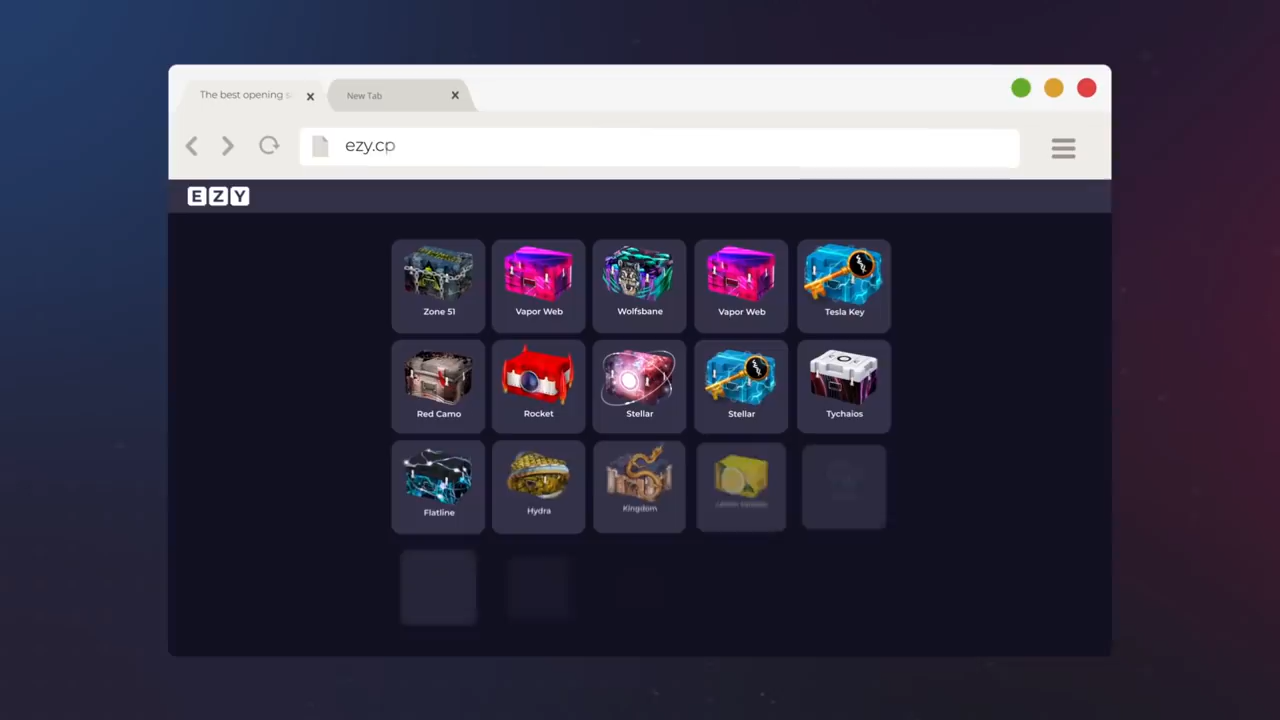 The best opening s
New Tab
ezy.cp
EZY
Zone 51
Vapor Web
Wolfsbane
Vapor Web
Tesla Key
Red Camo
Rocket
Stellar
Stellar
Tychaios
Flatline
Hydra
Kingdom